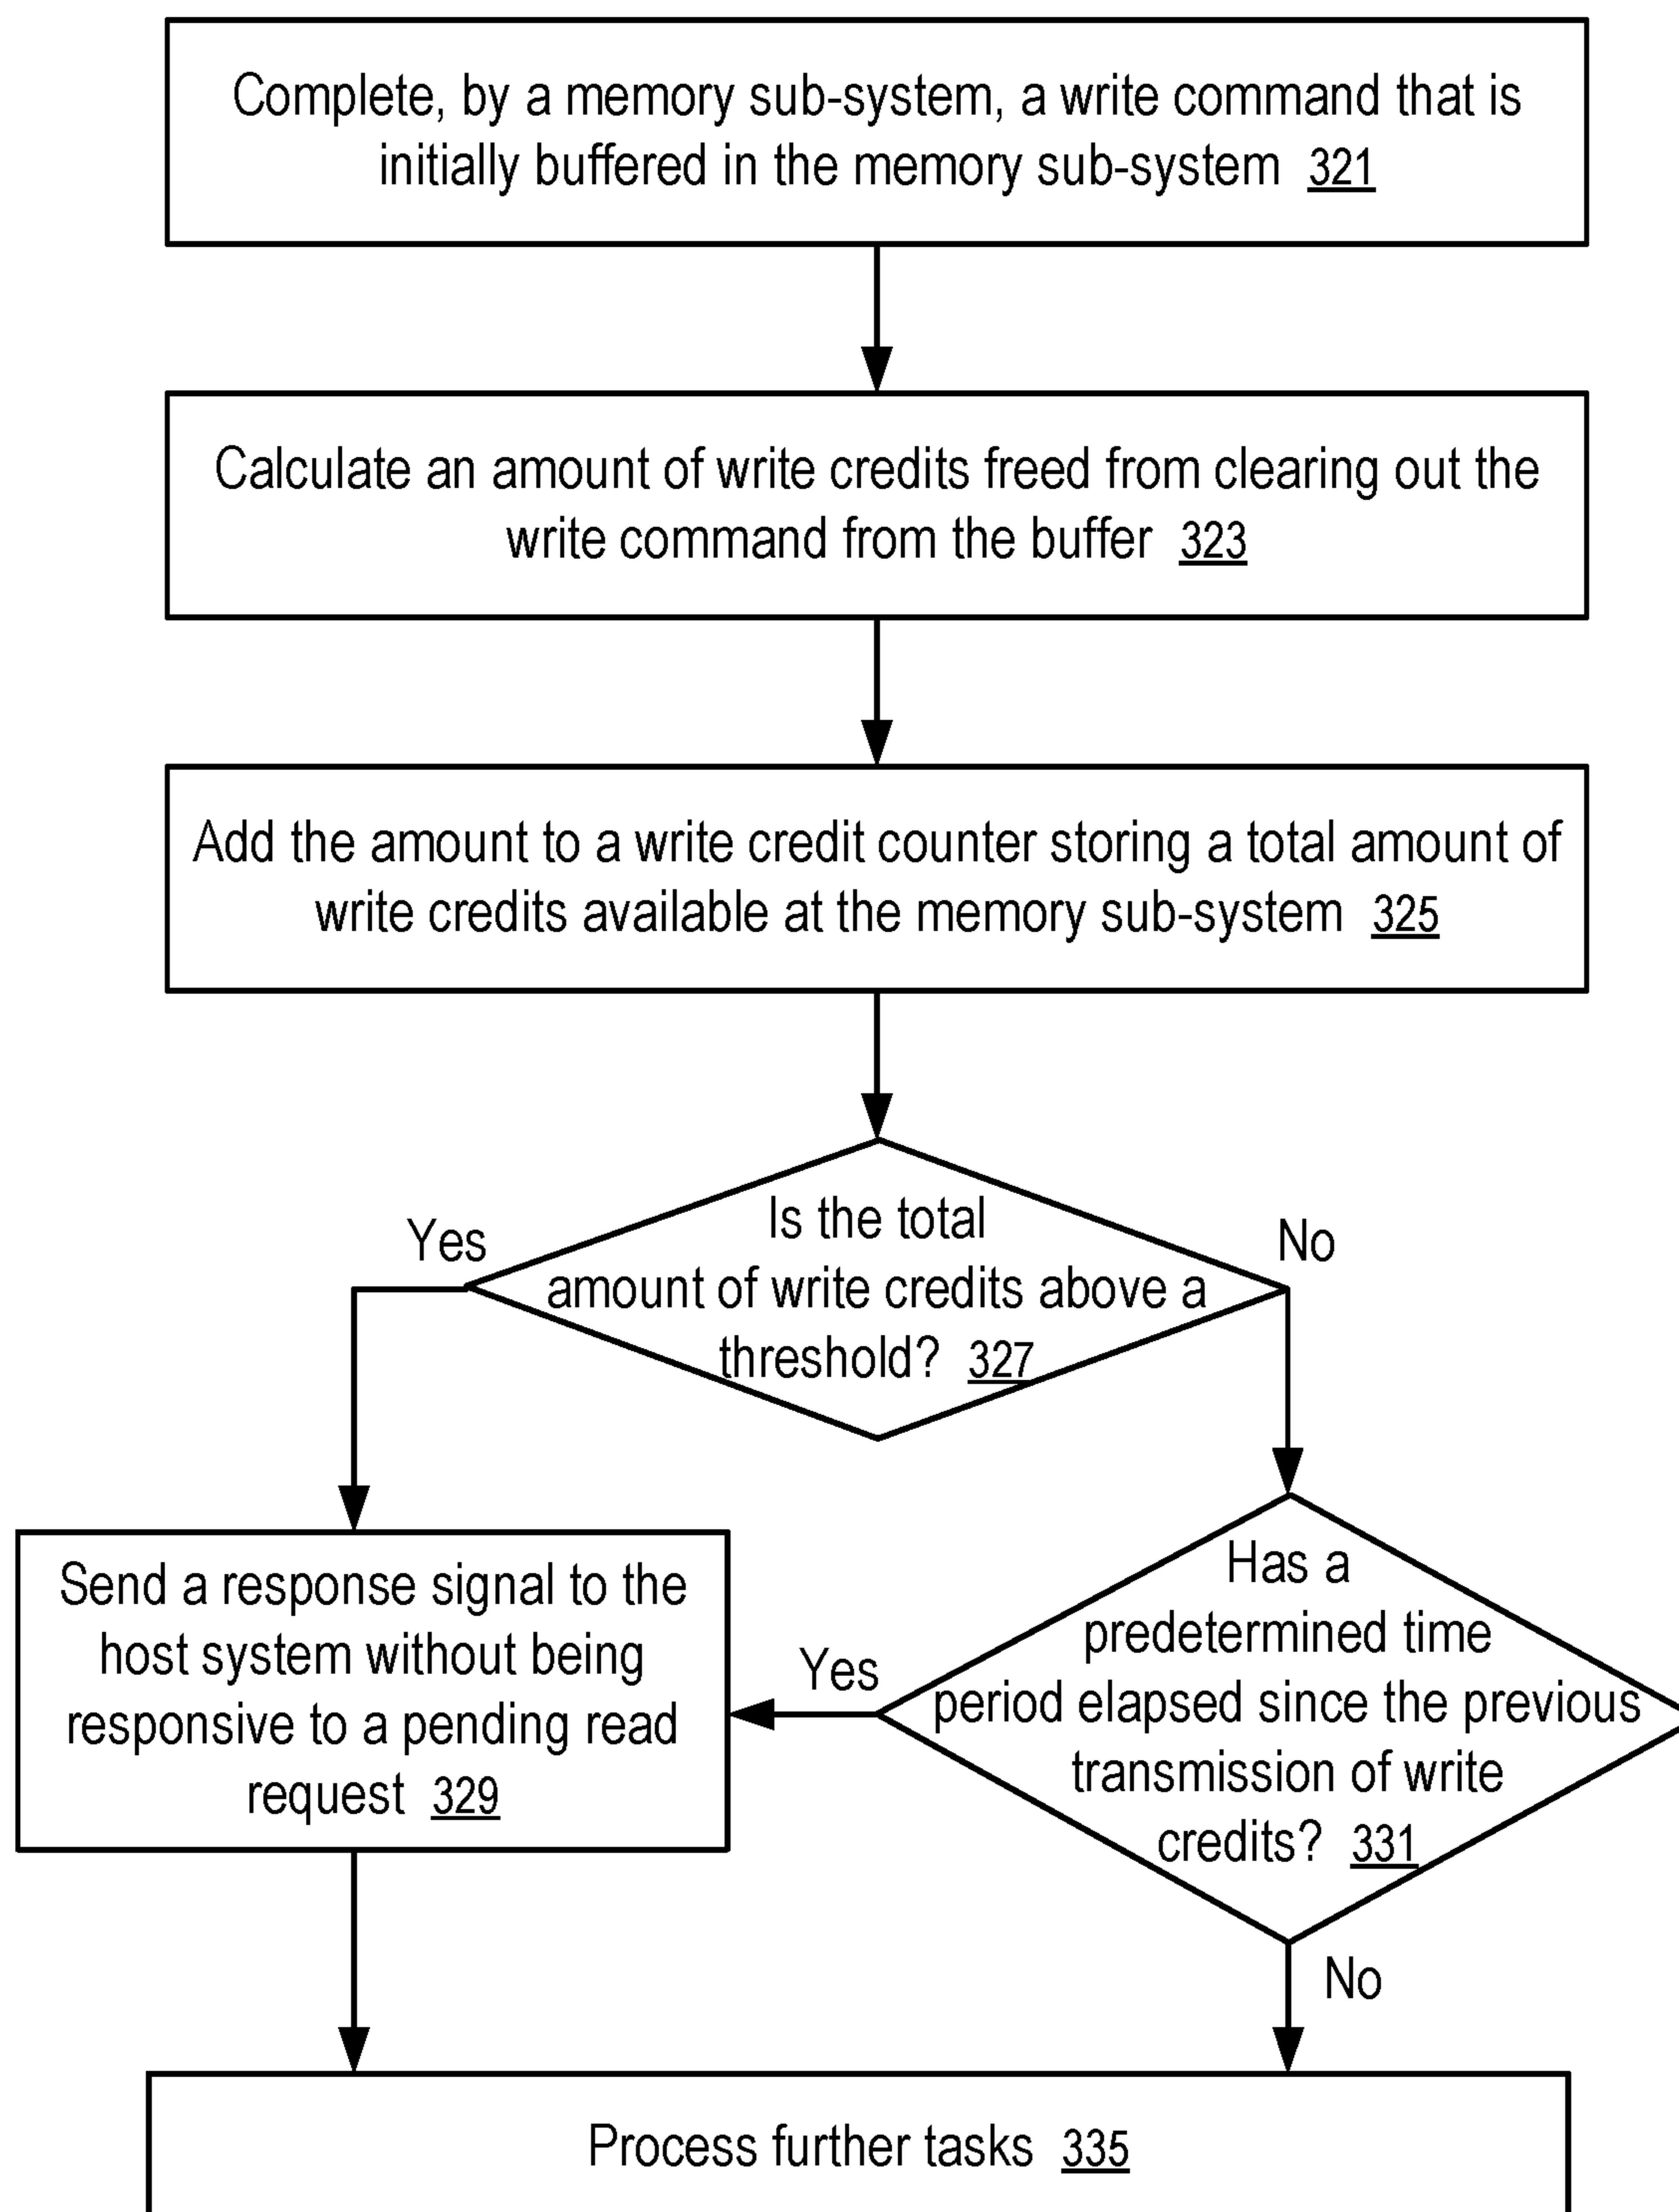 Complete, by a memory sub-system, a write command that is
initially buffered in the memory sub-system 321
Calculate an amount of write credits freed from clearing out the
write command from the buffer 323
Add the amount to a write credit counter storing a total amount of
write credits available at the memory sub-system 325
Is the total
amount of write credits above a
threshold? 327
Yes
No
Send a response signal to the
host system without being
responsive to a pending read
request 329
Yes
Has a
predetermined time
period elapsed since the previous
transmission of write
credits? 331
No
Process further tasks 335